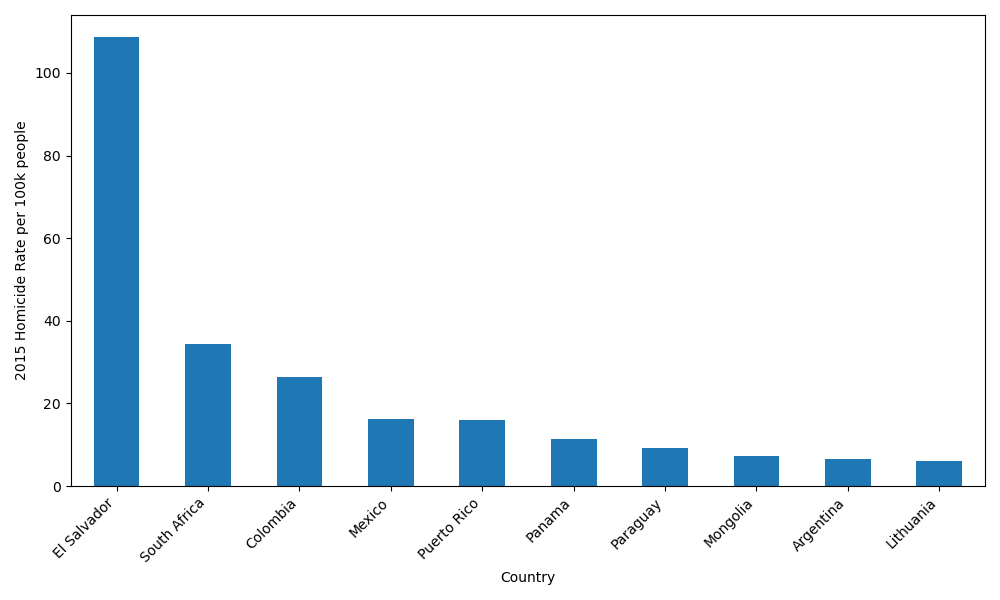 2015 Homicide Rate per 100k people
100
80
60
40
20
0
El Salvador
South Africa
Colombia
Mexico
Puerto Rico
Panama
Paraguay
Mongolia
Argentina
Lithuania
Country